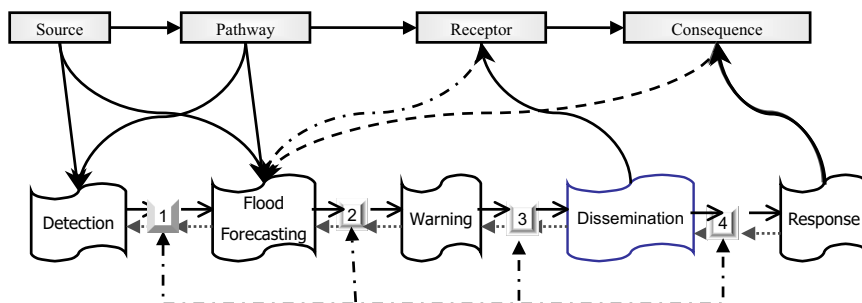 Source
Pathway
Receptor
Consequence
Detection
1
Flood
Forecasting
2
Warning
3
Dissemination
4
Response